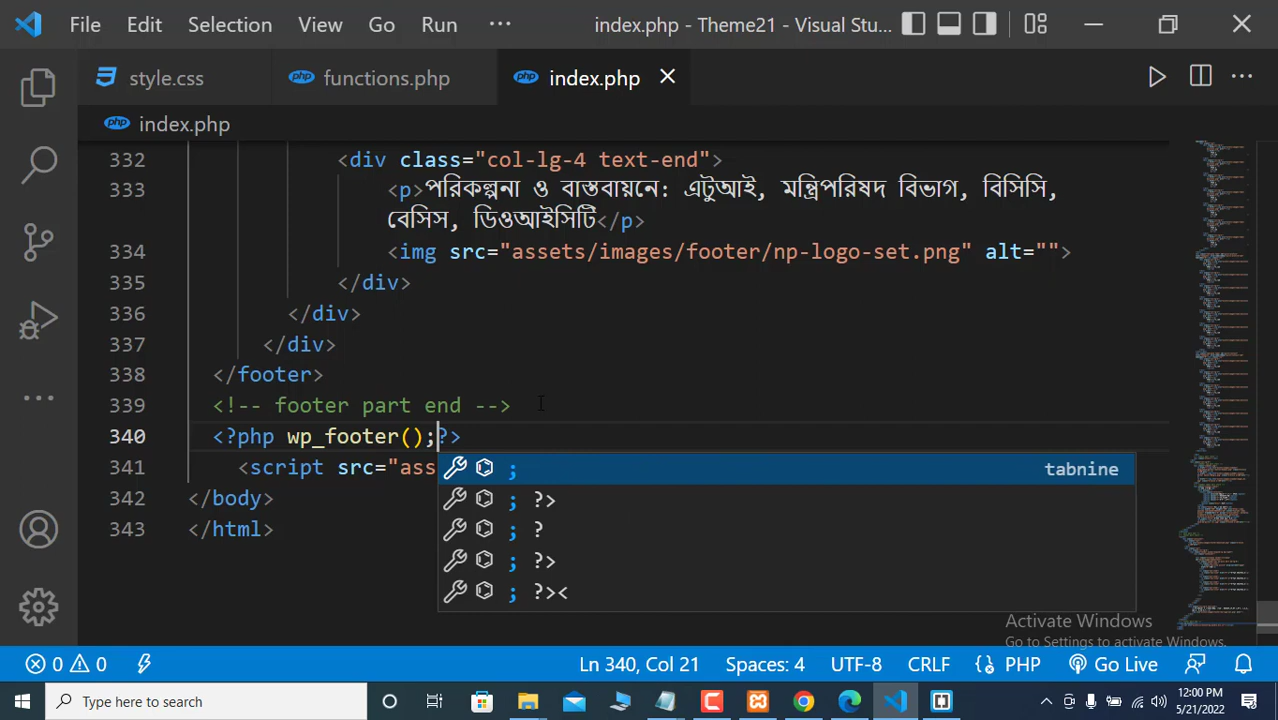 File Edit Selection View Go Run ··· index.php - Theme21 - Visual Stu...
style.css functions.php index.php
index.php
332 <div class="col-lg-4 text-end">
333 <p>পরিকল্পনা ও বাস্তবায়নে: এটুআই, মন্ত্রিপরিষদ বিভাগ, বিসিসি,
বেসিস, ডিওআইসিটি</p>
334 <img src="assets/images/footer/np-logo-set.png" alt="">
335 </div>
336 </div>
337 </div>
338 </footer>
339 <!-- footer part end -->
340 <?php wp_footer();?>
341 <script src="ass
; tabnine
342 </body>
; ?>
343 </html>
; ?
; ?>
; ?><
Activate Windows
Go to Settings to activate Windows.
0 0 Ln 340, Col 21 Spaces: 4 UTF-8 CRLF PHP Go Live
Type here to search
12:00 PM
5/21/2022